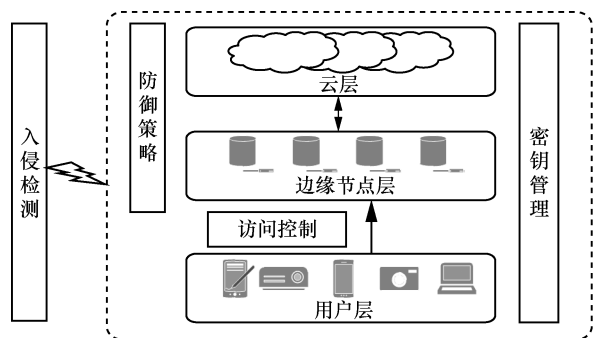 入侵检测
防御策略
云层
边缘节点层
访问控制
用户层
密钥管理